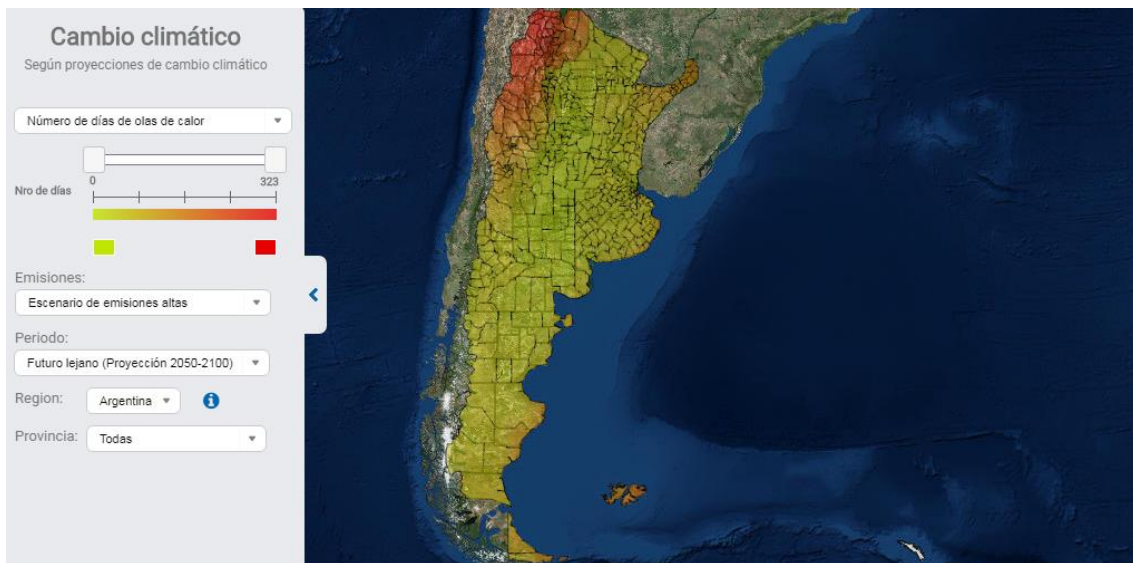 Cambio climático
Según proyecciones de cambio climático
Número de días de olas de calor
0 323
Nro de días
Emisiones:
Escenario de emisiones altas
Periodo:
Futuro lejano (Proyección 2050-2100)
Region: Argentina
Provincia: Todas